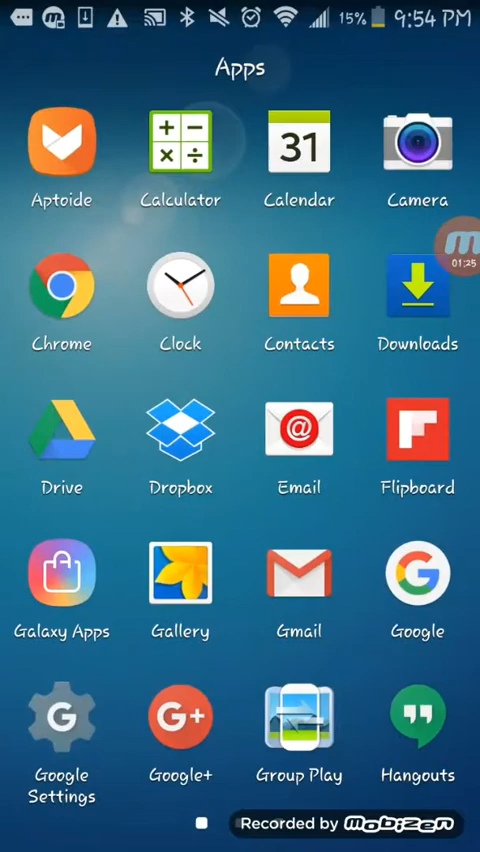 15% 9:54 PM
Apps
31
Aptoide Calculator Calendar Camera
01:25
Chrome Clock Contacts Downloads
Drive Dropbox Email Flipboard
Galaxy Apps Gallery Gmail Google
Google Settings Google+ Group Play Hangouts
Recorded by mobizen